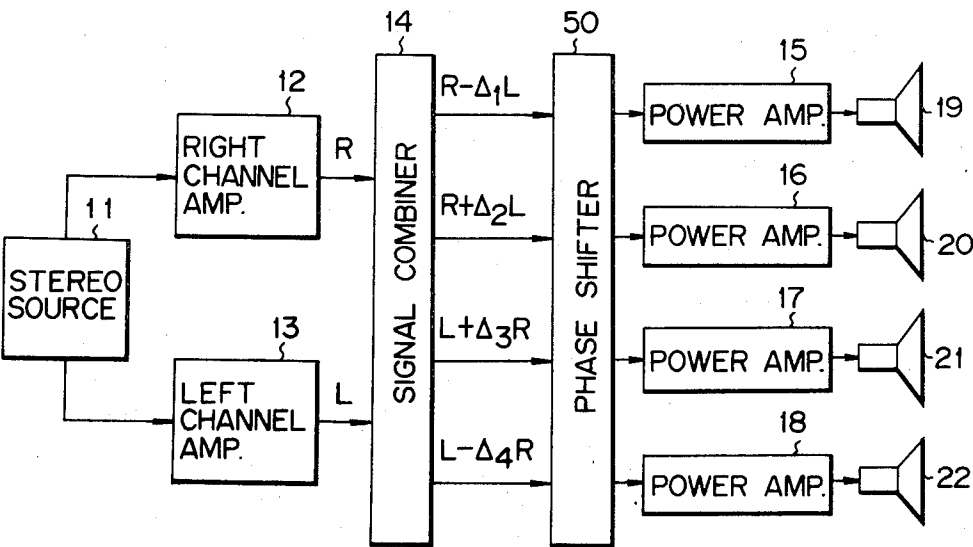 14
50
15
12
R−Δ₁L
POWER AMP.
19
RIGHT
CHANNEL
AMP.
R
16
11
R+Δ₂L
POWER AMP.
20
STEREO
SOURCE
SIGNAL COMBINER
PHASE SHIFTER
17
13
L+Δ₃R
POWER AMP.
21
LEFT
CHANNEL
AMP.
L
18
L−Δ₄R
POWER AMP.
22